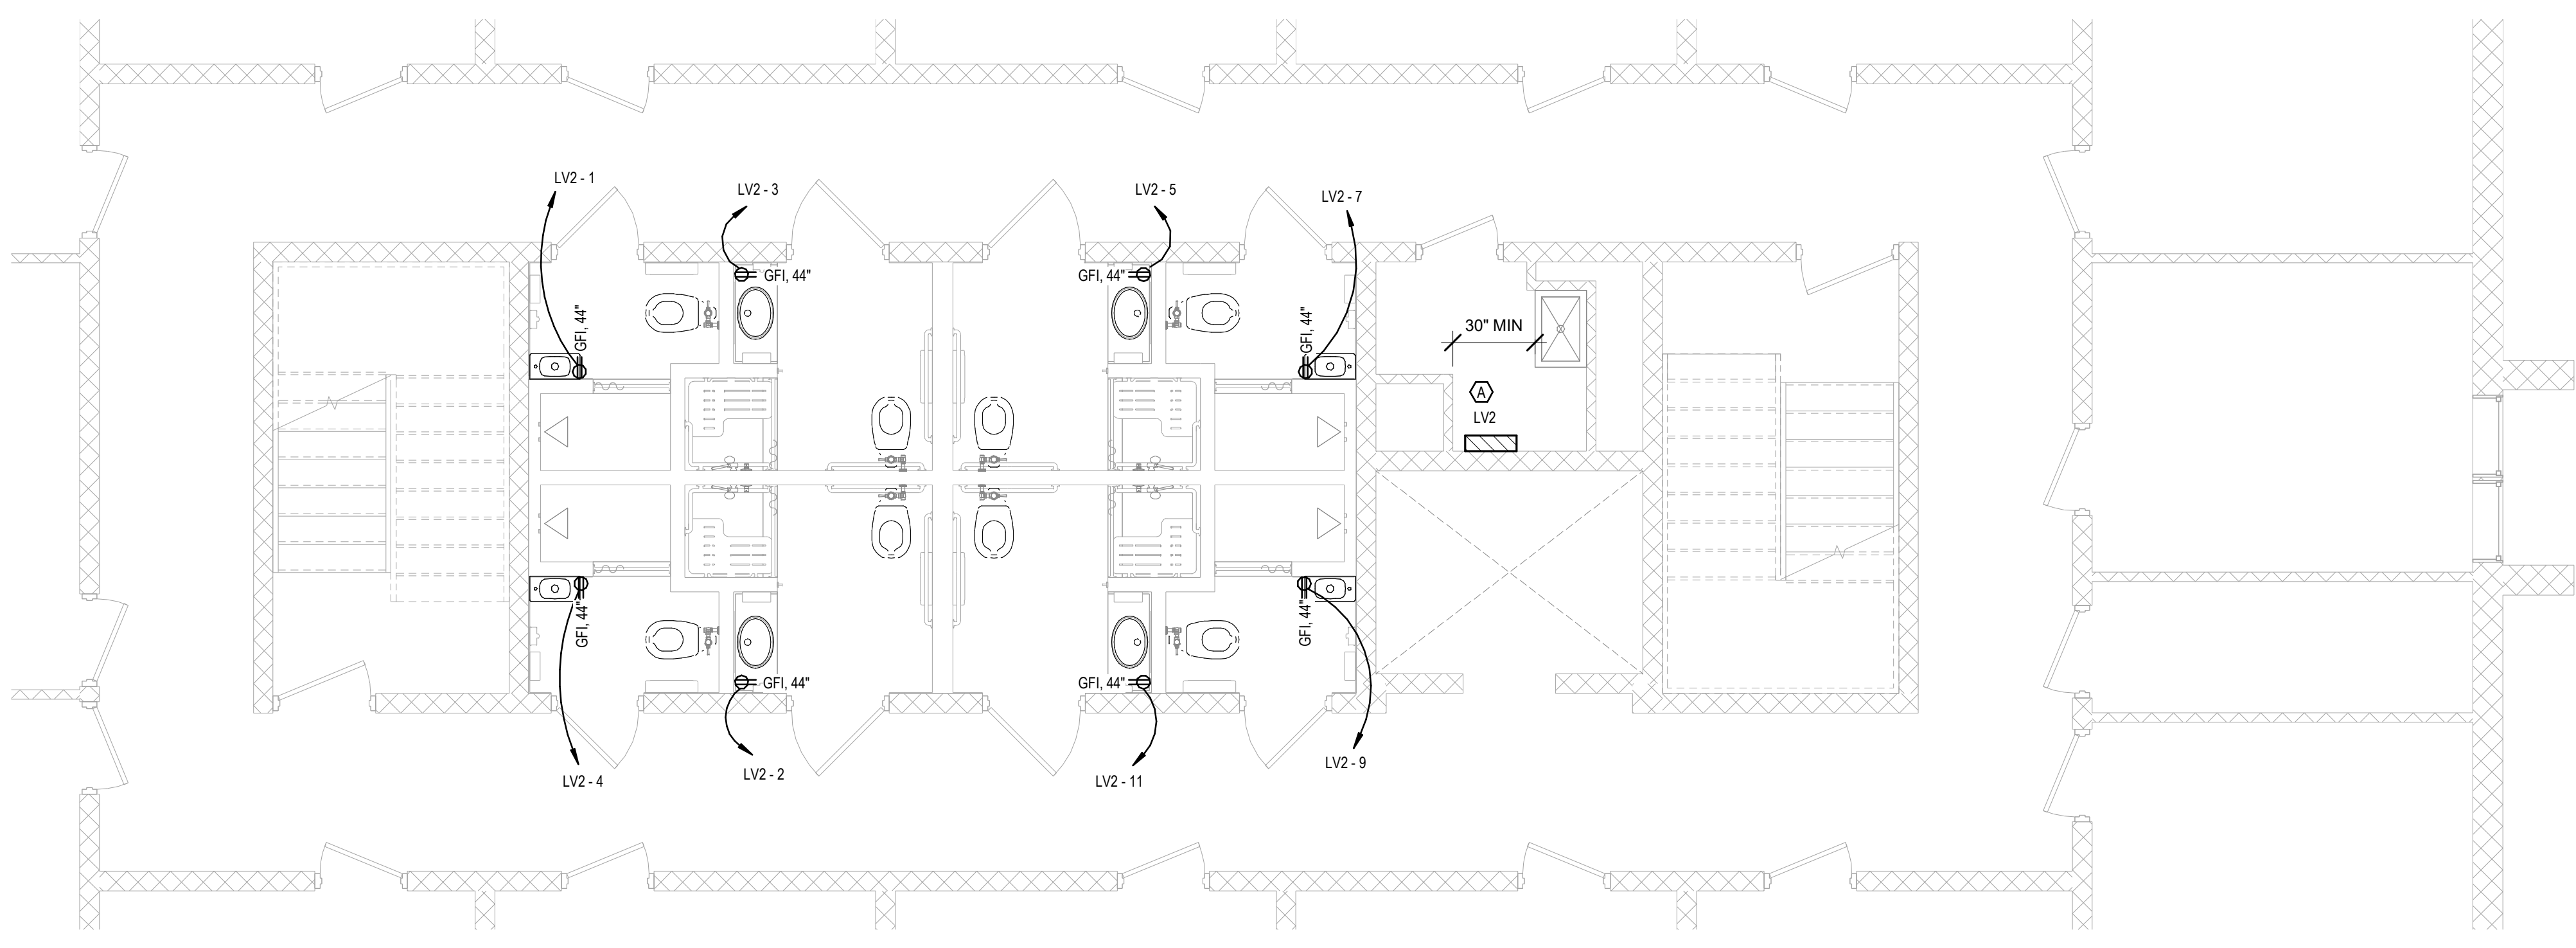 LV2 - 1
LV2 - 3
LV2 - 5
LV2 - 7
GFI, 44"
GFI, 44"
GFI, 44"
GFI, 44"
30" MIN
A
LV2
GFI, 44"
GFI, 44"
GFI, 44"
GFI, 44"
LV2 - 4
LV2 - 2
LV2 - 11
LV2 - 9